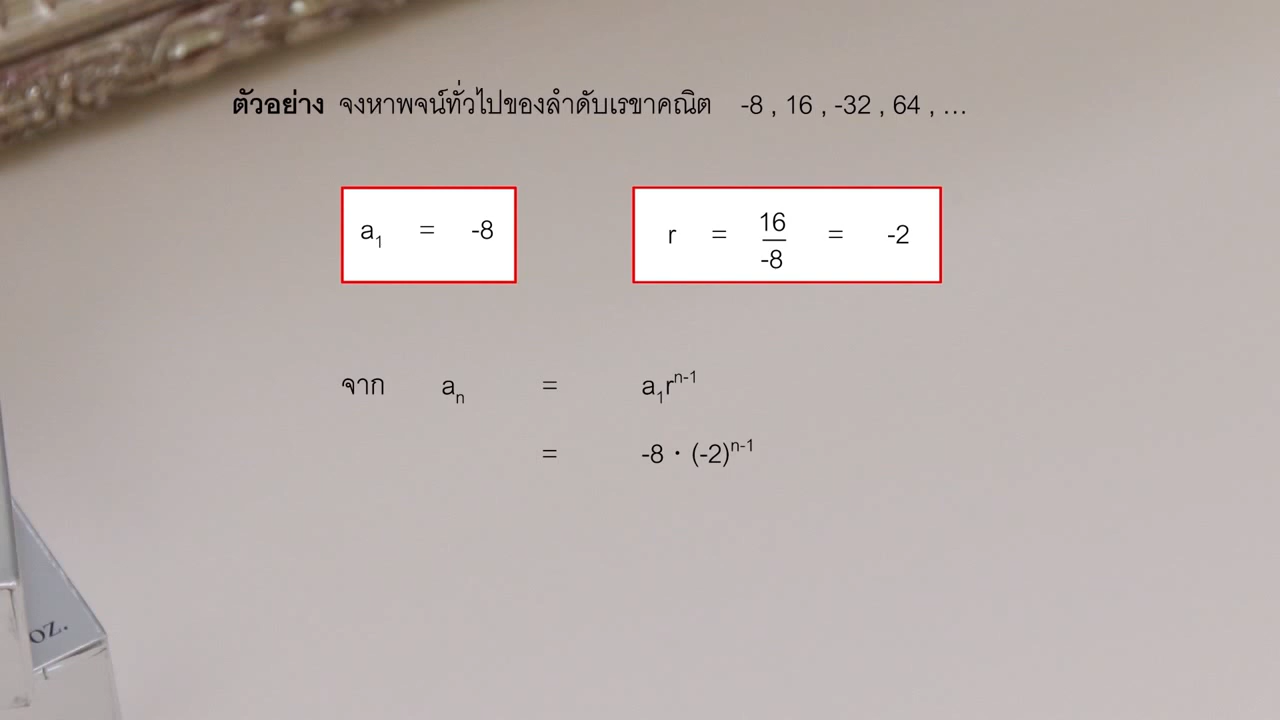 ตัวอย่าง จงหาพจน์ทั่วไปของลำดับเรขาคณิต -8 , 16 , -32 , 64 , ...
a₁ = -8
r = 16/-8 = -2
จาก aₙ = a₁rⁿ⁻¹
= -8 · (-2)ⁿ⁻¹
OZ.